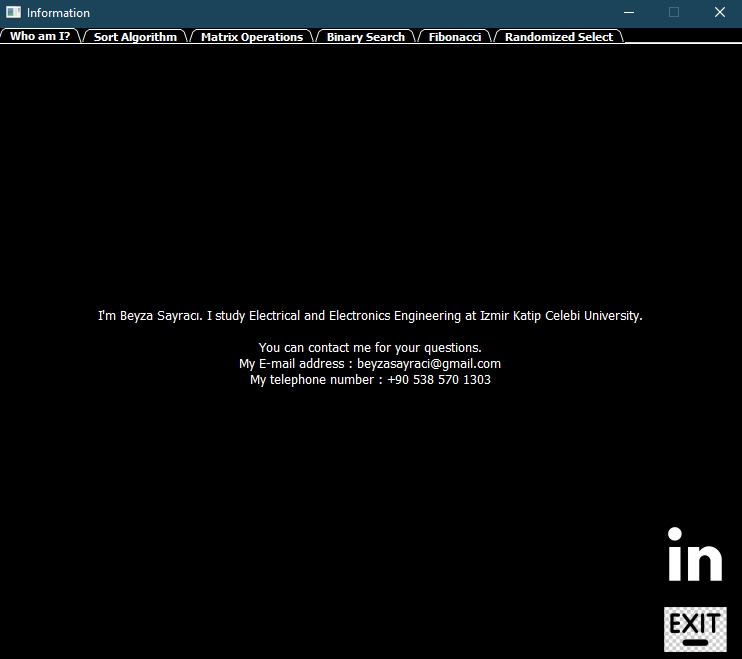 Information
Who am I? Sort Algorithm Matrix Operations Binary Search Fibonacci Randomized Select
I'm Beyza Sayracı. I study Electrical and Electronics Engineering at Izmir Katip Celebi University.
You can contact me for your questions.
My E-mail address : beyzasayraci@gmail.com
My telephone number : +90 538 570 1303
in
EXIT